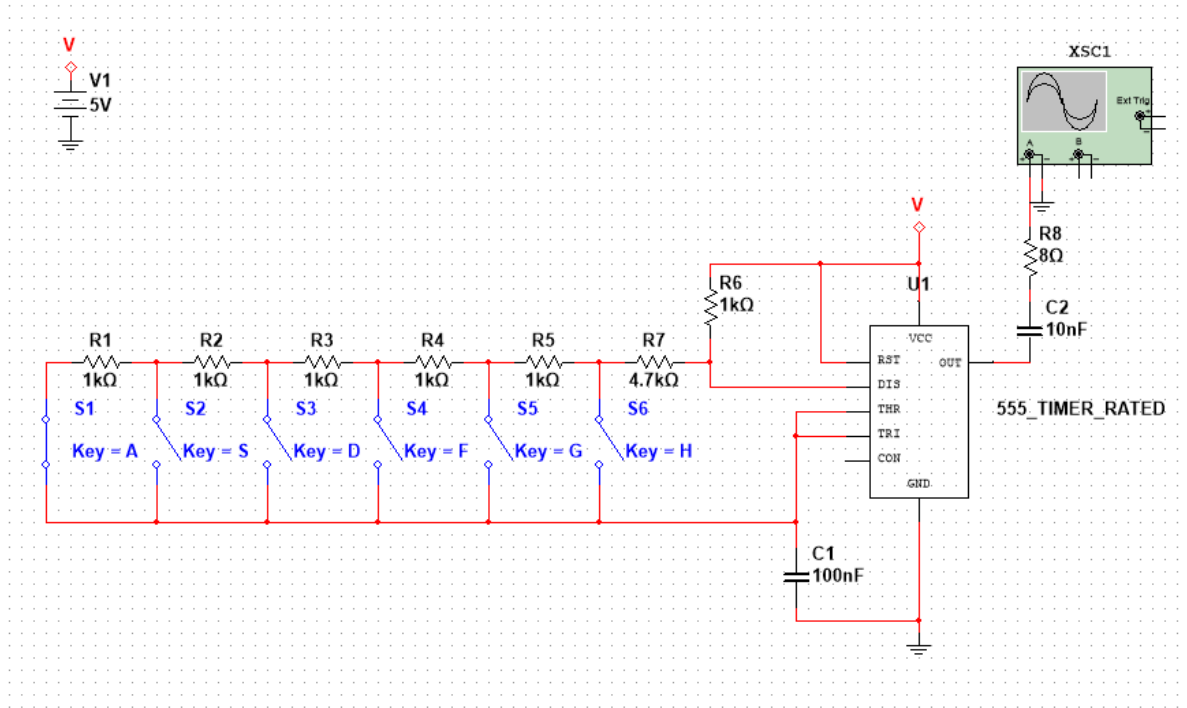 V
V1
5V
XSC1
Ext Trig
+
-
A
B
+ - + -
V
R8
8Ω
R6
1kΩ
U1
C2
10nF
R1
1kΩ
R2
1kΩ
R3
1kΩ
R4
1kΩ
R5
1kΩ
R7
4.7kΩ
VCC
RST
OUT
DIS
THR
TRI
CON
GND
555_TIMER_RATED
S1
Key = A
S2
Key = S
S3
Key = D
S4
Key = F
S5
Key = G
S6
Key = H
C1
100nF